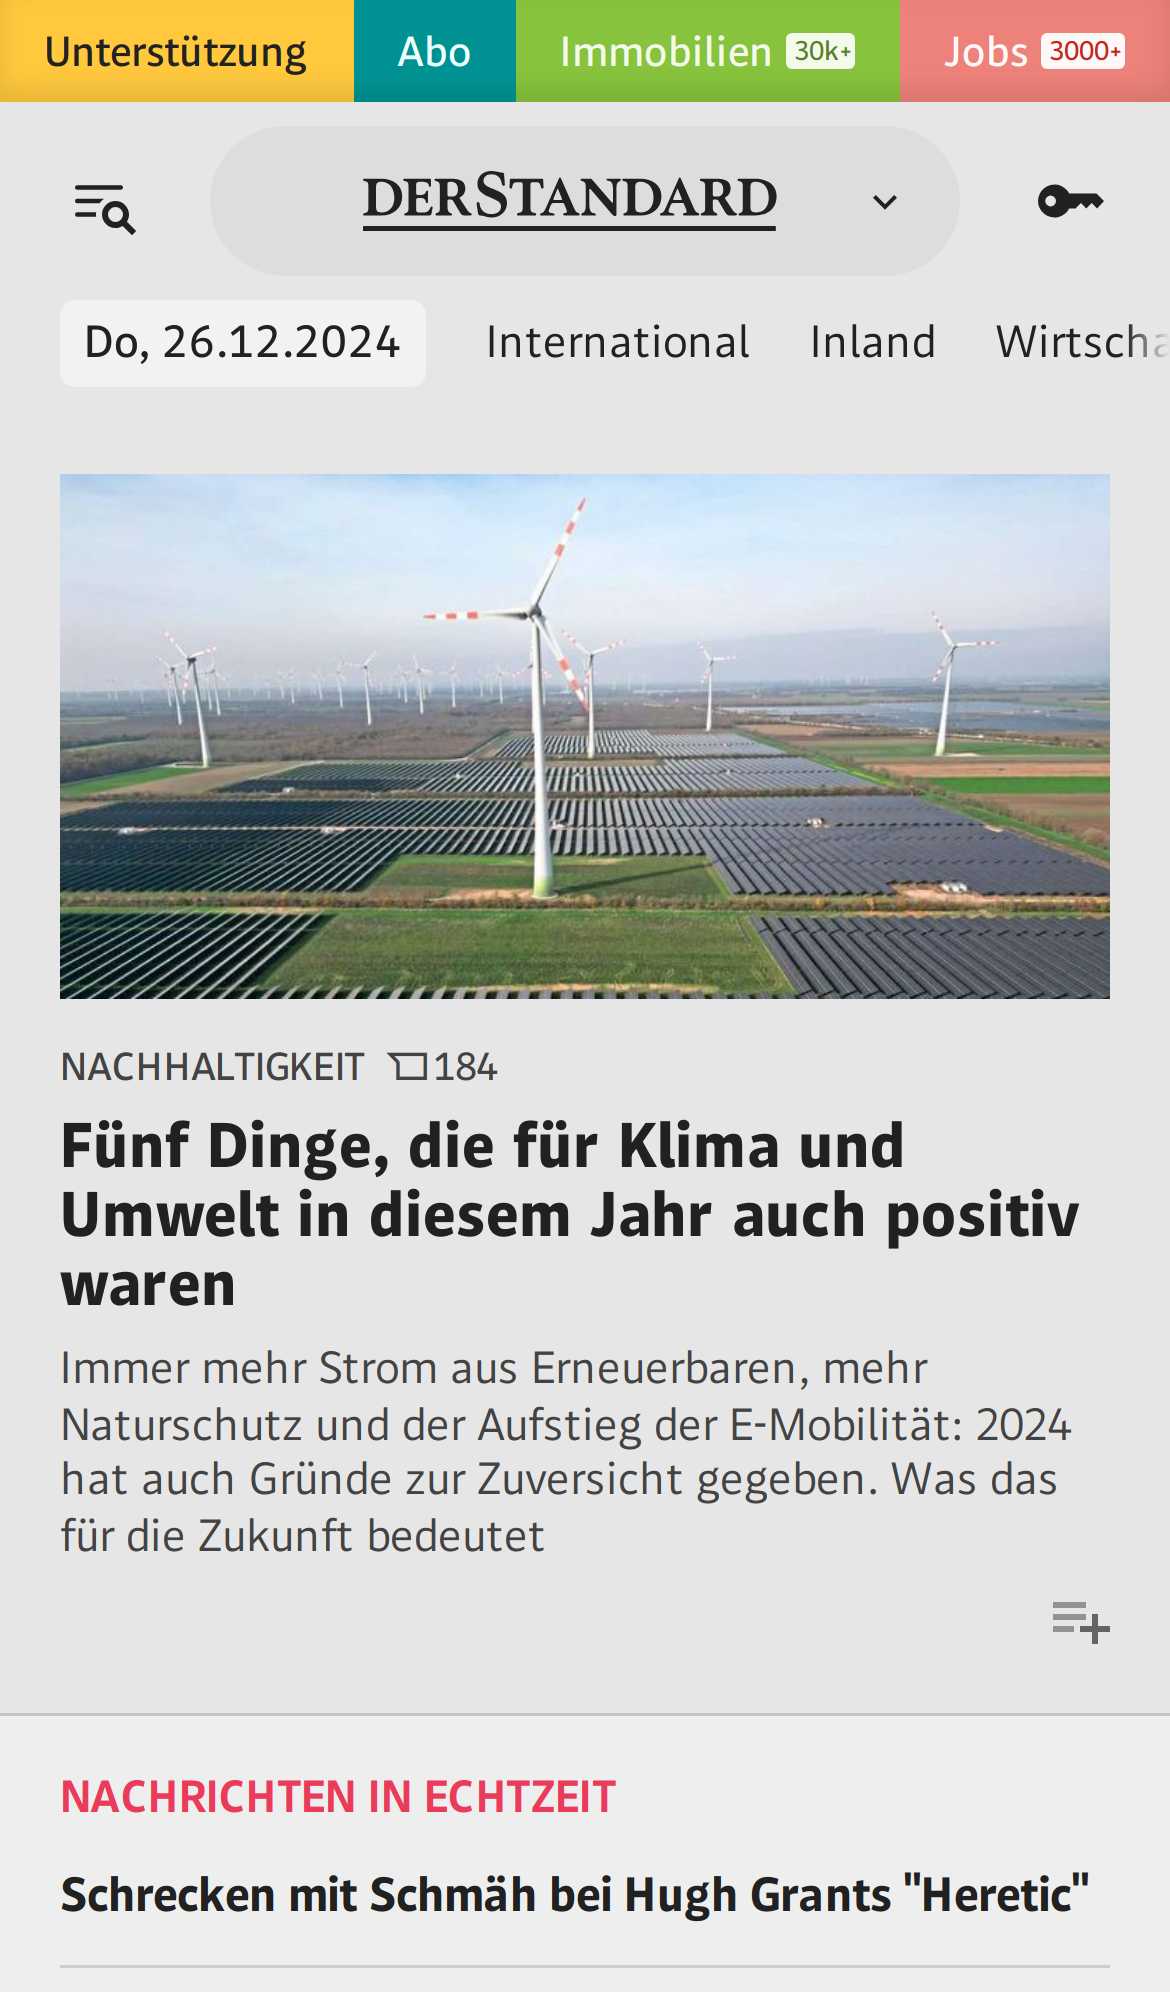 Unterstützung Abo Immobilien 30k+ Jobs 3000+
DERSTANDARD
Do, 26.12.2024 International Inland Wirtscha
NACHHALTIGKEIT 184
Fünf Dinge, die für Klima und
Umwelt in diesem Jahr auch positiv
waren
Immer mehr Strom aus Erneuerbaren, mehr
Naturschutz und der Aufstieg der E-Mobilität: 2024
hat auch Gründe zur Zuversicht gegeben. Was das
für die Zukunft bedeutet
NACHRICHTEN IN ECHTZEIT
Schrecken mit Schmäh bei Hugh Grants "Heretic"